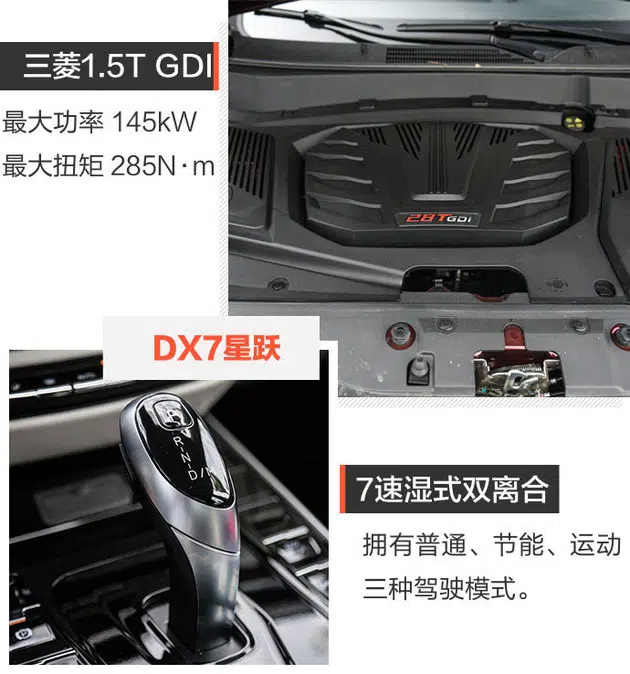 三菱1.5T GDI
最大功率 145kW
最大扭矩 285N·m
28TGDI
DX7星跃
R
N
D/M
7速湿式双离合
拥有普通、节能、运动
三种驾驶模式。